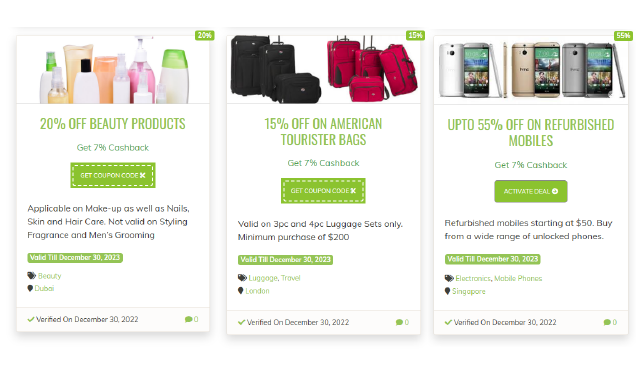 20%
20% OFF BEAUTY PRODUCTS
Get 7% Cashback
GET COUPON CODE
Applicable on Make-up as well as Nails,
Skin and Hair Care. Not valid on Styling
Fragrance and Men's Grooming
Valid Till December 30, 2023
Beauty
Dubai
Verified On December 30, 2022
0
15%
15% OFF ON AMERICAN
TOURISTER BAGS
Get 7% Cashback
GET COUPON CODE
Valid on 3pc and 4pc Luggage Sets only.
Minimum purchase of $200
Valid Till December 30, 2023
Luggage, Travel
London
Verified On December 30, 2022
0
55%
UPTO 55% OFF ON REFURBISHED
MOBILES
Get 7% Cashback
ACTIVATE DEAL
Refurbished mobiles starting at $50. Buy
from a wide range of unlocked phones.
Valid Till December 30, 2023
Electronics, Mobile Phones
Singapore
Verified On December 30, 2022
0